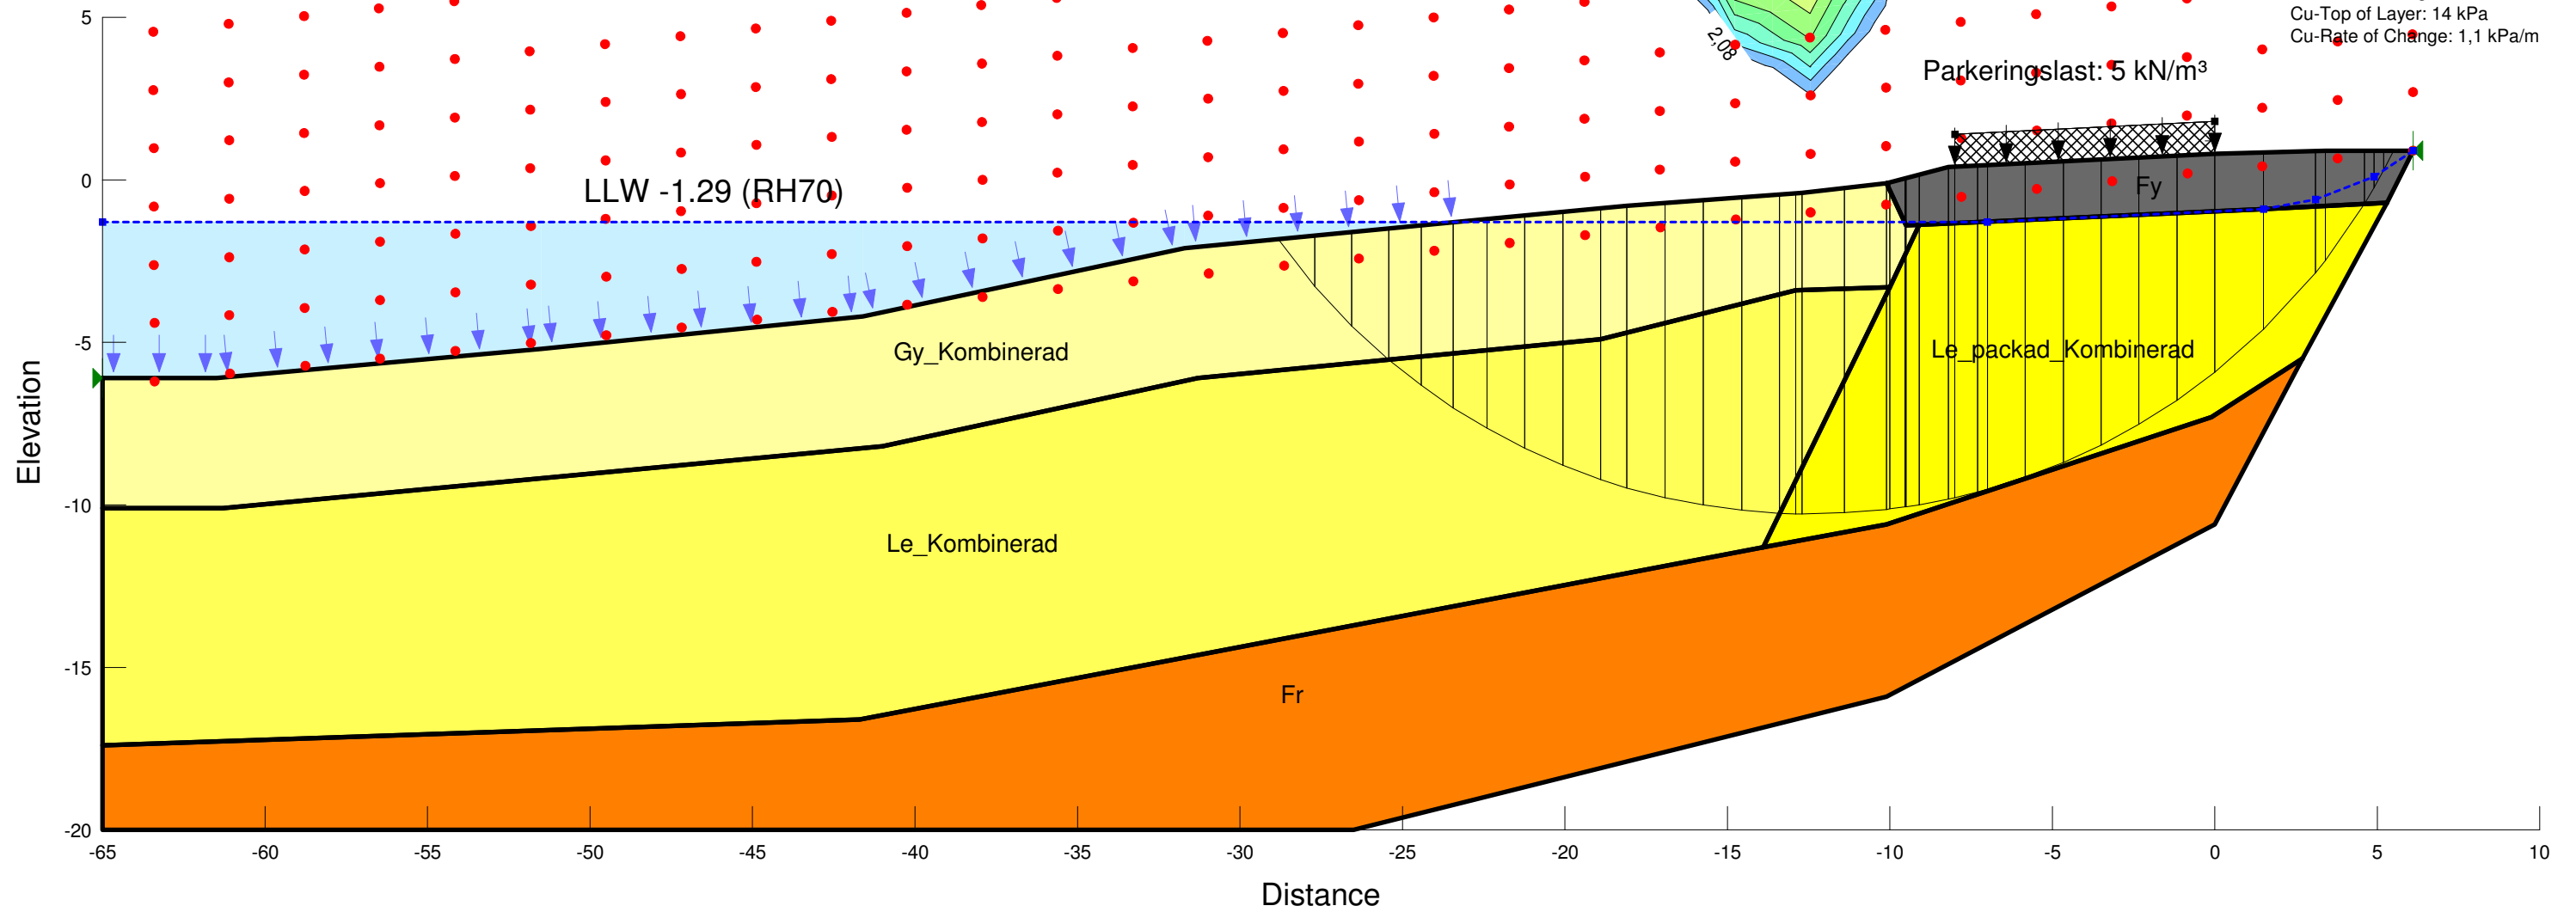 Cu-Top of Layer: 14 kPa
Cu-Rate of Change: 1,1 kPa/m
2,08
Parkeringslast: 5 kN/m³
LLW -1.29 (RH70)
Fy
Gy_Kombinerad
Le_packad_Kombinerad
Le_Kombinerad
Fr
Elevation
5
0
-5
-10
-15
-20
-65 -60 -55 -50 -45 -40 -35 -30 -25 -20 -15 -10 -5 0 5 10
Distance